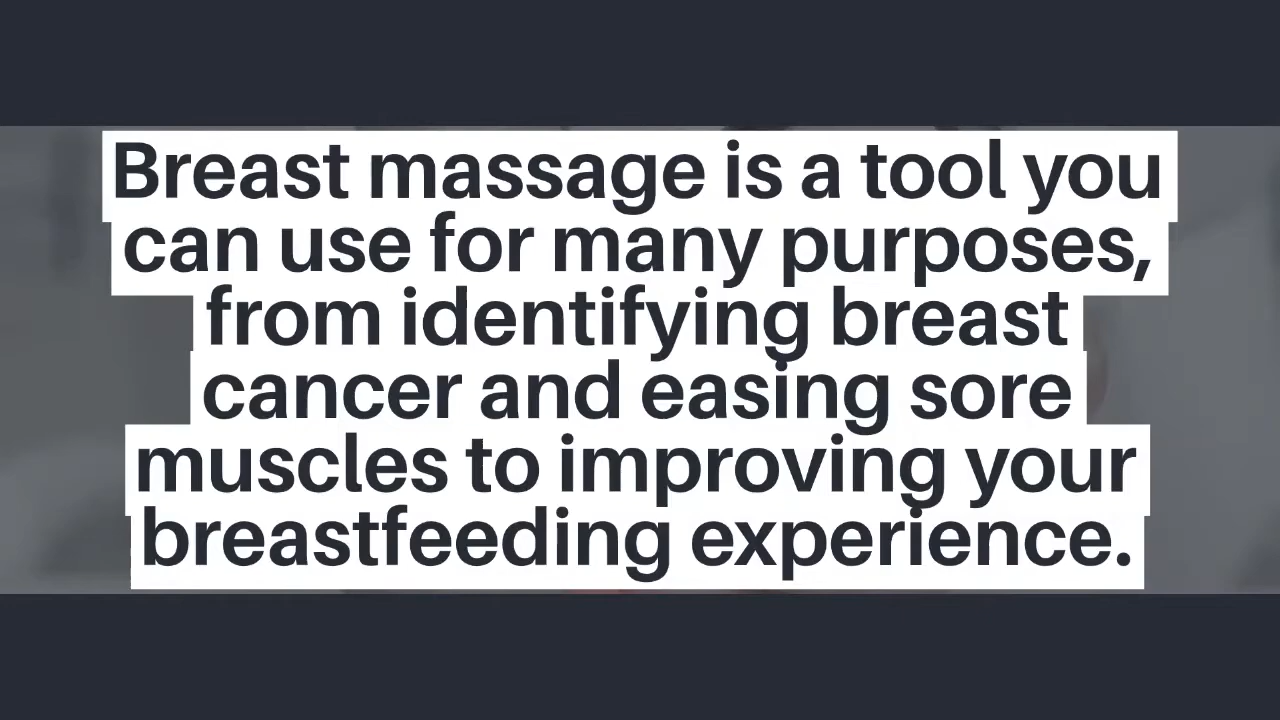 Breast massage is a tool you
can use for many purposes,
from identifying breast
cancer and easing sore
muscles to improving your
breastfeeding experience.